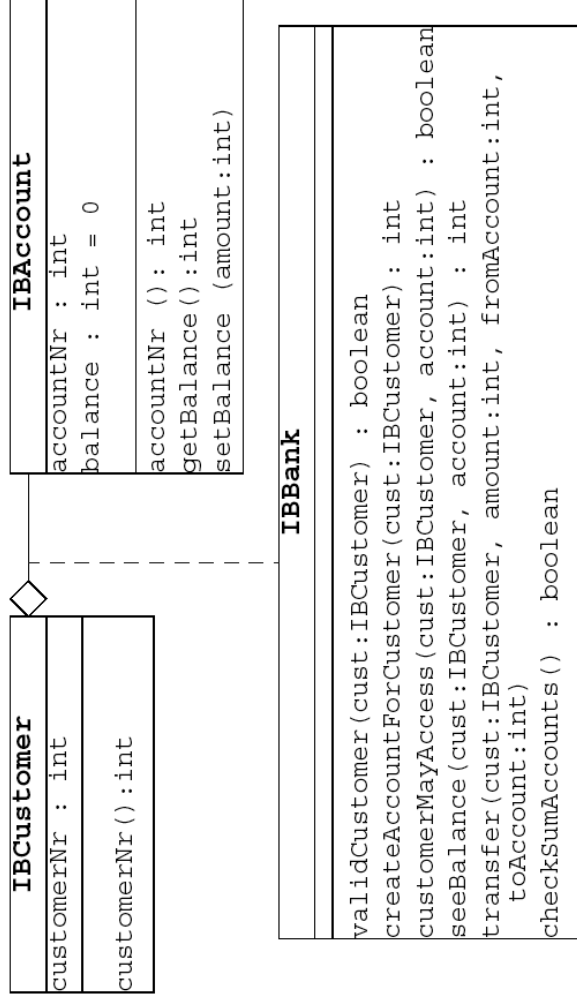 IBCustomer
customerNr : int
customerNr():int
IBAccount
accountNr : int
balance : int = 0
accountNr (): int
getBalance():int
setBalance (amount:int)
IBBank
validCustomer(cust:IBCustomer) : boolean
createAccountForCustomer(cust:IBCustomer): int
customerMayAccess(cust:IBCustomer, account:int) : boolean
seeBalance(cust:IBCustomer, account:int) : int
transfer(cust:IBCustomer, amount:int, fromAccount:int,
toAccount:int)
checkSumAccounts() : boolean